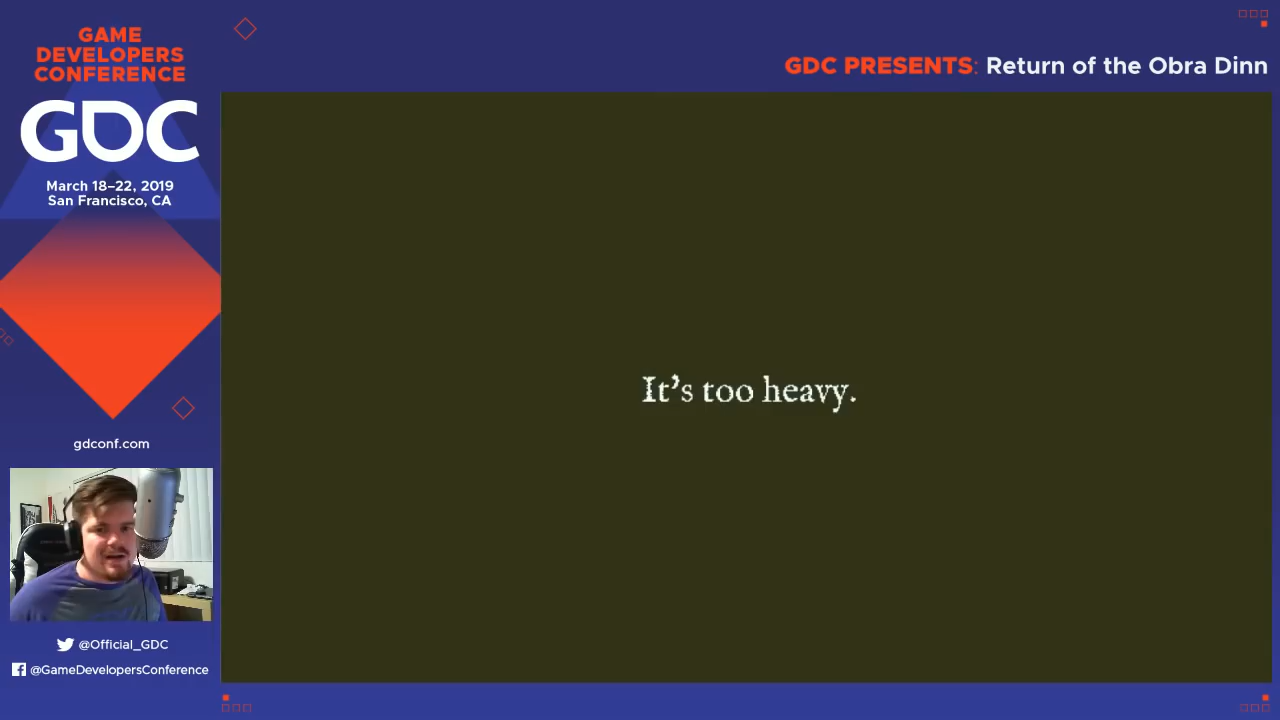 GAME
DEVELOPERS
CONFERENCE
GDC
March 18–22, 2019
San Francisco, CA
gdconf.com
@Official_GDC
@GameDevelopersConference
GDC PRESENTS: Return of the Obra Dinn
It's too heavy.